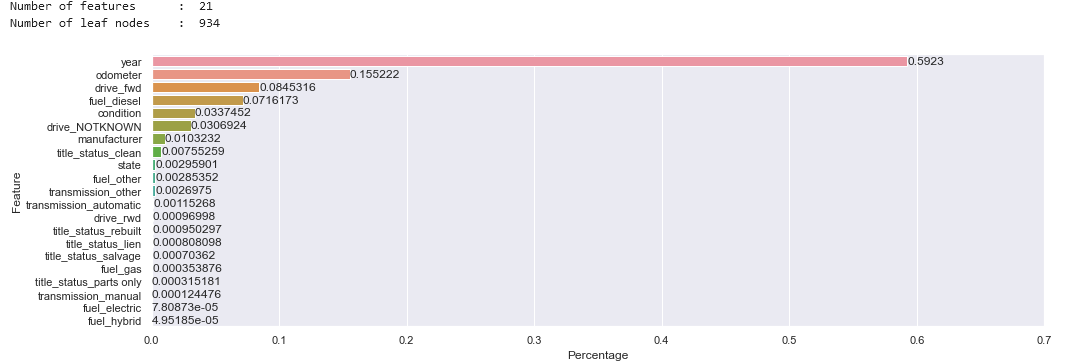 Number of features : 21
Number of leaf nodes : 934
Feature
year 0.5923
odometer 0.155222
drive_fwd 0.0845316
fuel_diesel 0.0716173
condition 0.0337452
drive_NOTKNOWN 0.0306924
manufacturer 0.0103232
title_status_clean 0.00755259
state 0.00295901
fuel_other 0.00285352
transmission_other 0.0026975
transmission_automatic 0.00115268
drive_rwd 0.00096998
title_status_rebuilt 0.000950297
title_status_lien 0.000808098
title_status_salvage 0.00070362
fuel_gas 0.000353876
title_status_parts only 0.000315181
transmission_manual 0.000124476
fuel_electric 7.80873e-05
fuel_hybrid 4.95185e-05
0.0 0.1 0.2 0.3 0.4 0.5 0.6 0.7
Percentage